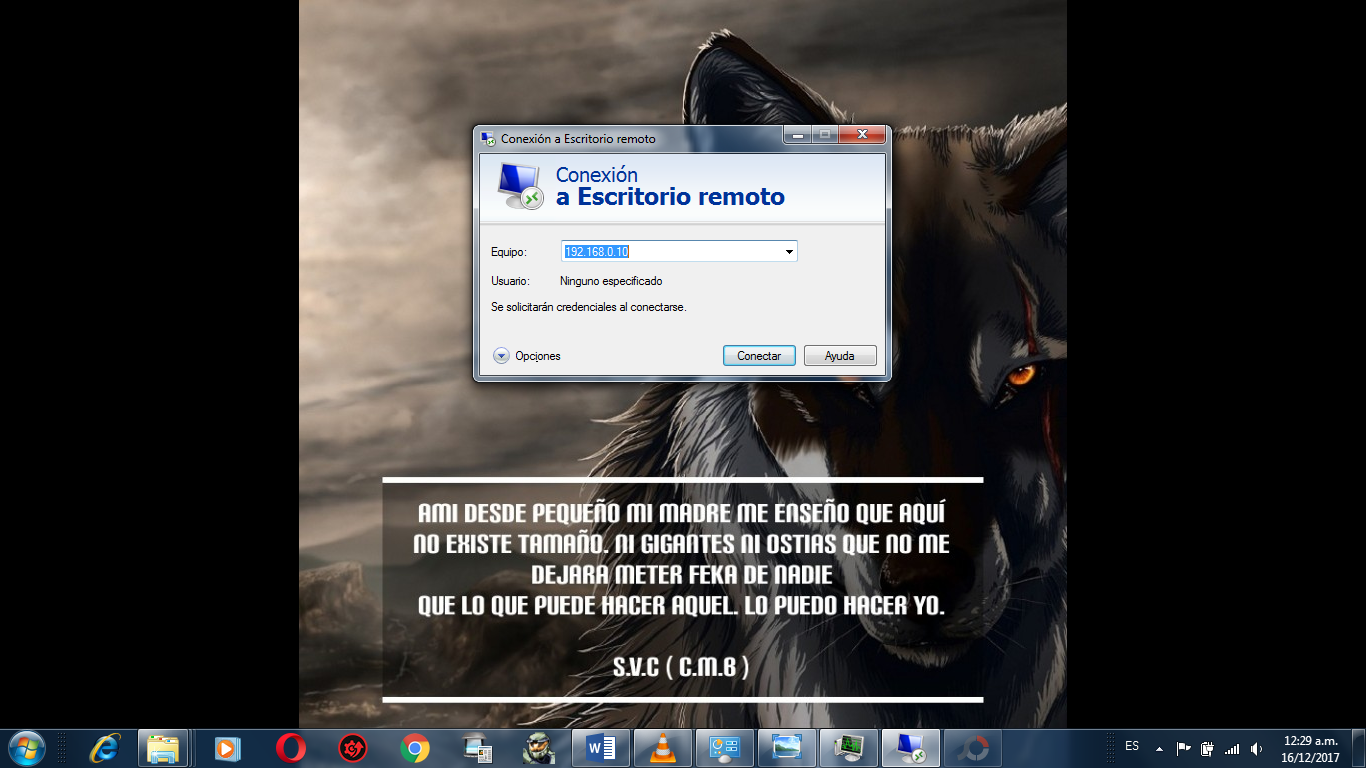 Conexión a Escritorio remoto
Conexión
a Escritorio remoto
Equipo: 192.168.0.10
Usuario: Ninguno especificado
Se solicitarán credenciales al conectarse.
Opciones Conectar Ayuda
AMI DESDE PEQUEÑO MI MADRE ME ENSEÑO QUE AQUÍ
NO EXISTE TAMAÑO. NI GIGANTES NI OSTIAS QUE NO ME
DEJARA METER FEKA DE NADIE
QUE LO QUE PUEDE HACER AQUEL. LO PUEDO HACER YO.
S.V.C ( C.M.B )
ES 12:29 a.m.
16/12/2017